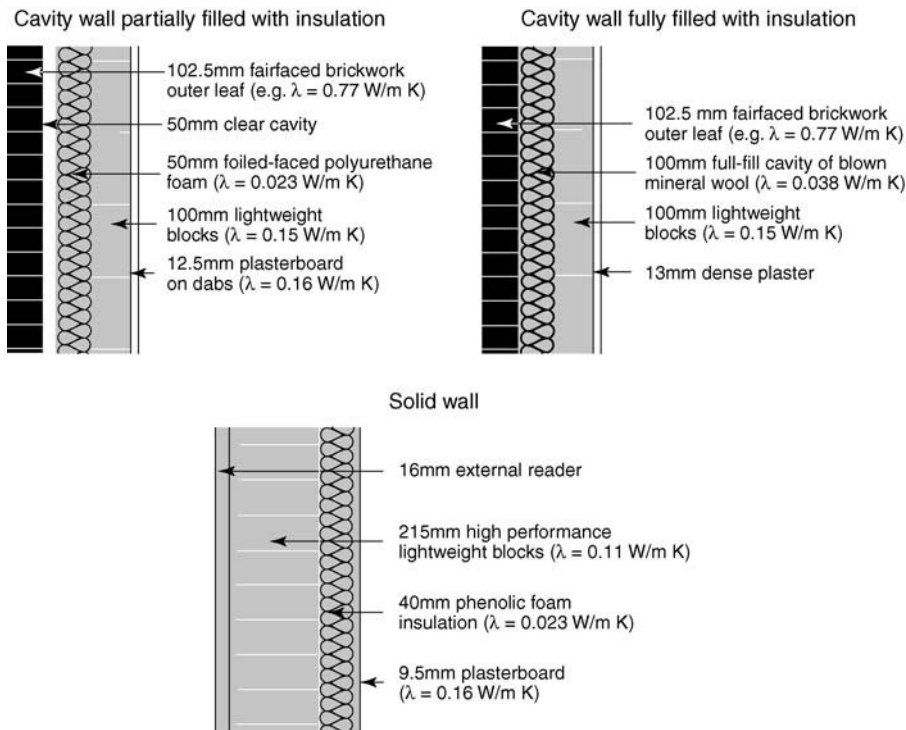 Cavity wall partially filled with insulation
102.5mm fairfaced brickwork
outer leaf (e.g. λ = 0.77 W/m K)
50mm clear cavity
50mm foiled-faced polyurethane
foam (λ = 0.023 W/m K)
100mm lightweight
blocks (λ = 0.15 W/m K)
12.5mm plasterboard
on dabs (λ = 0.16 W/m K)
Cavity wall fully filled with insulation
102.5 mm fairfaced brickwork
outer leaf (e.g. λ = 0.77 W/m K)
100mm full-fill cavity of blown
mineral wool (λ = 0.038 W/m K)
100mm lightweight
blocks (λ = 0.15 W/m K)
13mm dense plaster
Solid wall
16mm external reader
215mm high performance
lightweight blocks (λ = 0.11 W/m K)
40mm phenolic foam
insulation (λ = 0.023 W/m K)
9.5mm plasterboard
(λ = 0.16 W/m K)